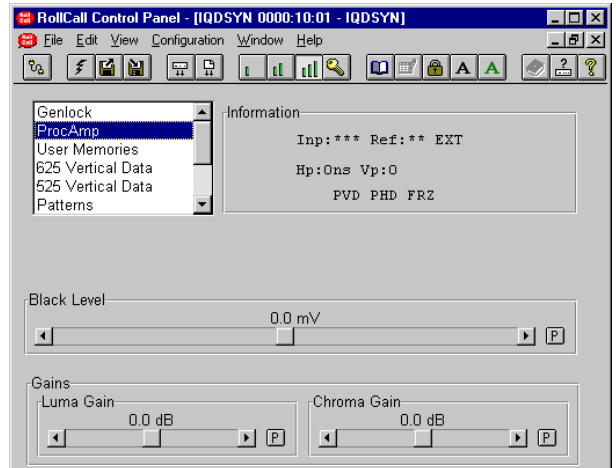 RollCall Control Panel - [IQDSYN 0000:10:01 - IQDSYN]
File Edit View Configuration Window Help
A A
Genlock
ProcAmp
User Memories
625 Vertical Data
525 Vertical Data
Patterns
Information
Inp:*** Ref:** EXT
Hp:0ns Vp:0
PVD PHD FRZ
Black Level
0.0 mV
P
Gains
Luma Gain
0.0 dB
P
Chroma Gain
0.0 dB
P